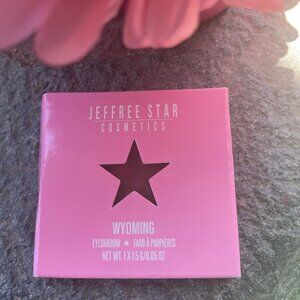 JEFFREE STAR
COSMETICS
WYOMING
EYESHADOW ★ FARD À PAUPIÈRES
NET WT. 1 X 1.5 G/0.05 OZ